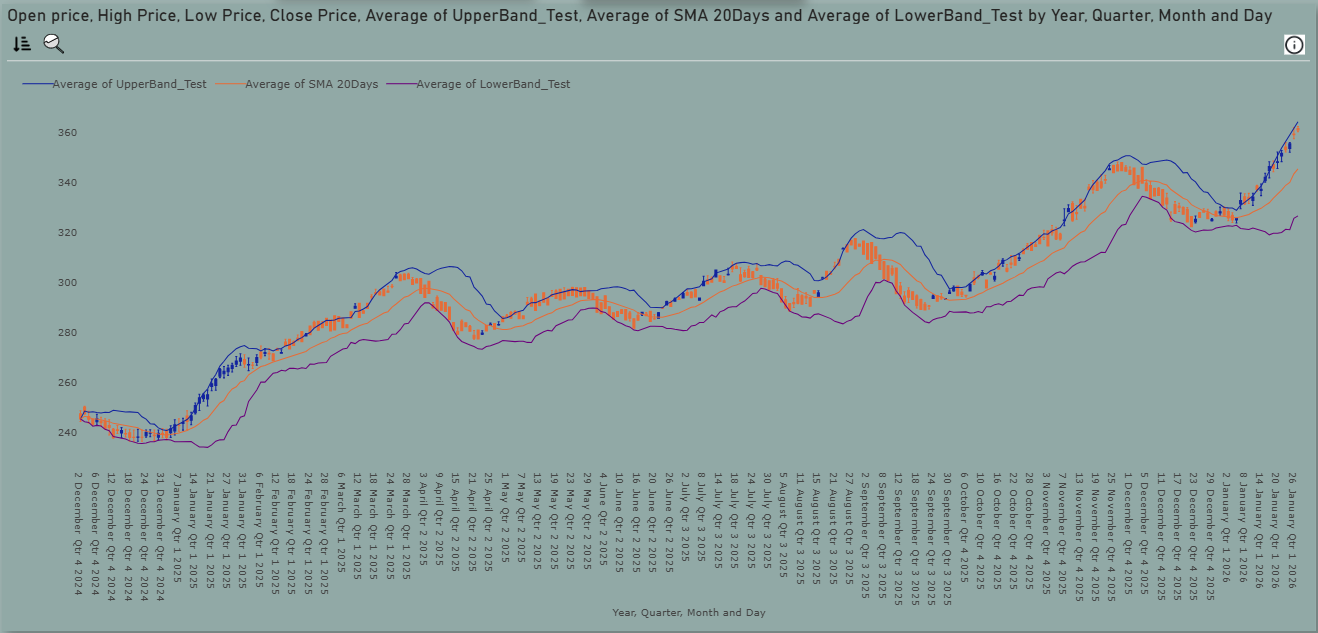 Open price, High Price, Low Price, Close Price, Average of UpperBand_Test, Average of SMA 20Days and Average of LowerBand_Test by Year, Quarter, Month and Day
Average of UpperBand_Test Average of SMA 20Days Average of LowerBand_Test
360
340
320
300
280
260
240
2 December Qtr 4 2024
6 December Qtr 4 2024
12 December Qtr 4 2024
18 December Qtr 4 2024
24 December Qtr 4 2024
31 December Qtr 4 2024
7 January Qtr 1 2025
14 January Qtr 1 2025
21 January Qtr 1 2025
27 January Qtr 1 2025
31 January Qtr 1 2025
6 February Qtr 1 2025
12 February Qtr 1 2025
18 February Qtr 1 2025
24 February Qtr 1 2025
28 February Qtr 1 2025
6 March Qtr 1 2025
12 March Qtr 1 2025
18 March Qtr 1 2025
24 March Qtr 1 2025
28 March Qtr 1 2025
3 April Qtr 2 2025
9 April Qtr 2 2025
15 April Qtr 2 2025
21 April Qtr 2 2025
25 April Qtr 2 2025
1 May Qtr 2 2025
7 May Qtr 2 2025
13 May Qtr 2 2025
19 May Qtr 2 2025
23 May Qtr 2 2025
29 May Qtr 2 2025
4 June Qtr 2 2025
10 June Qtr 2 2025
16 June Qtr 2 2025
20 June Qtr 2 2025
26 June Qtr 2 2025
2 July Qtr 3 2025
8 July Qtr 3 2025
14 July Qtr 3 2025
18 July Qtr 3 2025
24 July Qtr 3 2025
30 July Qtr 3 2025
5 August Qtr 3 2025
11 August Qtr 3 2025
15 August Qtr 3 2025
21 August Qtr 3 2025
27 August Qtr 3 2025
2 September Qtr 3 2025
8 September Qtr 3 2025
12 September Qtr 3 2025
18 September Qtr 3 2025
24 September Qtr 3 2025
30 September Qtr 3 2025
6 October Qtr 4 2025
10 October Qtr 4 2025
16 October Qtr 4 2025
22 October Qtr 4 2025
28 October Qtr 4 2025
3 November Qtr 4 2025
7 November Qtr 4 2025
13 November Qtr 4 2025
19 November Qtr 4 2025
25 November Qtr 4 2025
1 December Qtr 4 2025
5 December Qtr 4 2025
11 December Qtr 4 2025
17 December Qtr 4 2025
23 December Qtr 4 2025
29 December Qtr 4 2025
2 January Qtr 1 2026
8 January Qtr 1 2026
14 January Qtr 1 2026
20 January Qtr 1 2026
26 January Qtr 1 2026
Year, Quarter, Month and Day